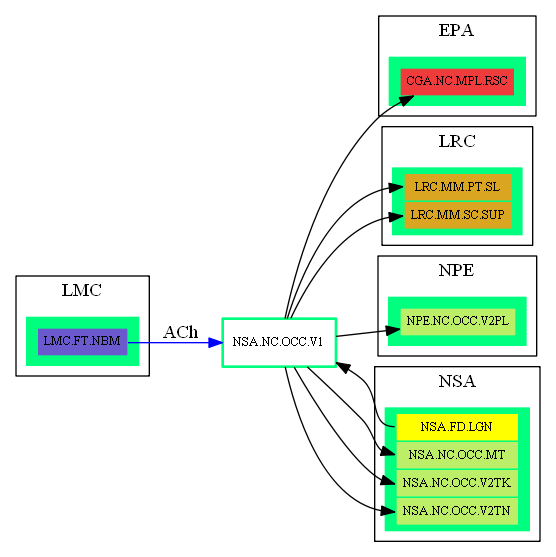 EPA
CGA.NC.MPL.RSC
LRC
LRC.MM.PT.SL
LRC.MM.SC.SUP
LMC
LMC.FT.NBM
ACh
NSA.NC.OCC.V1
NPE
NPE.NC.OCC.V2PL
NSA
NSA.FD.LGN
NSA.NC.OCC.MT
NSA.NC.OCC.V2TK
NSA.NC.OCC.V2TN